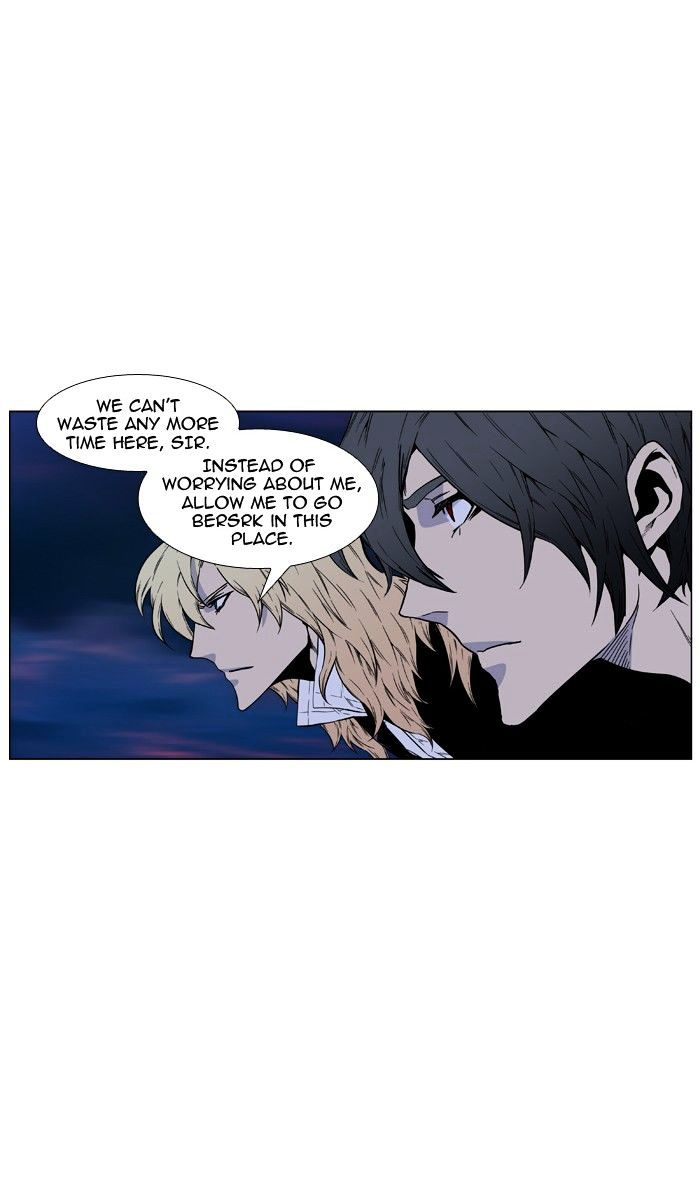 WE CAN'T
WASTE ANY MORE
TIME HERE, SIR.
INSTEAD OF
WORRYING ABOUT ME,
ALLOW ME TO GO
BERSRK IN THIS
PLACE.